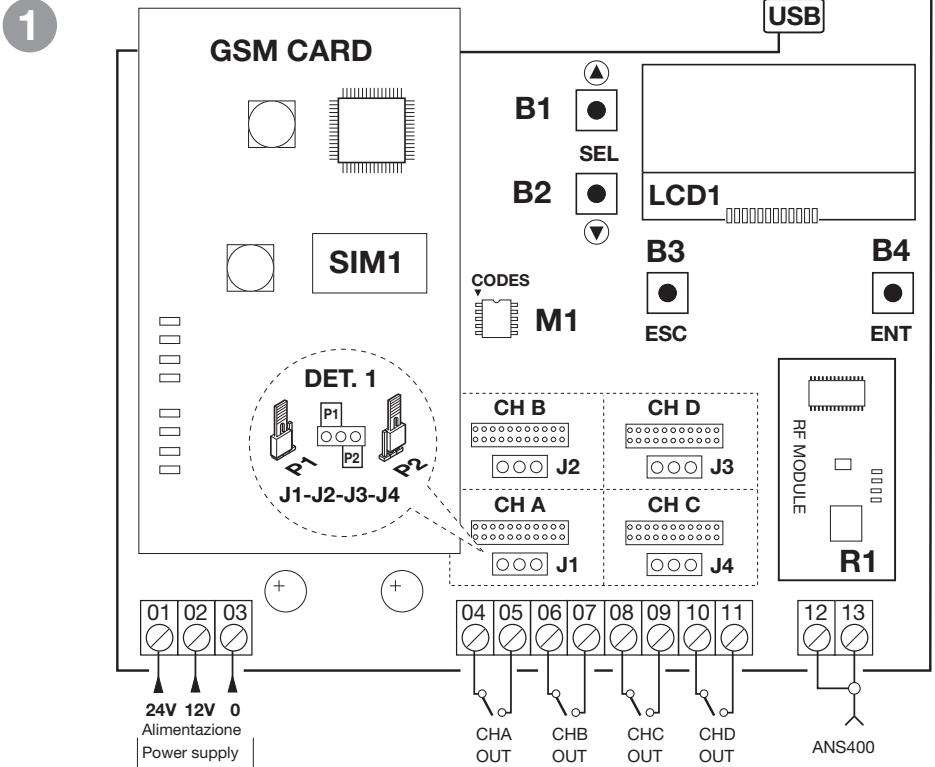 1
USB
GSM CARD
B1
SEL
B2
LCD1
SIM1
CODES
M1
B3
ESC
B4
ENT
DET. 1
P1
P2
P1
P2
J1-J2-J3-J4
CH B
J2
CH D
J3
CH A
J1
CH C
J4
RF MODULE
R1
01 02 03
04 05 06 07 08 09 10 11
12 13
24V 12V 0
Alimentazione
Power supply
CHA
OUT
CHB
OUT
CHC
OUT
CHD
OUT
ANS400